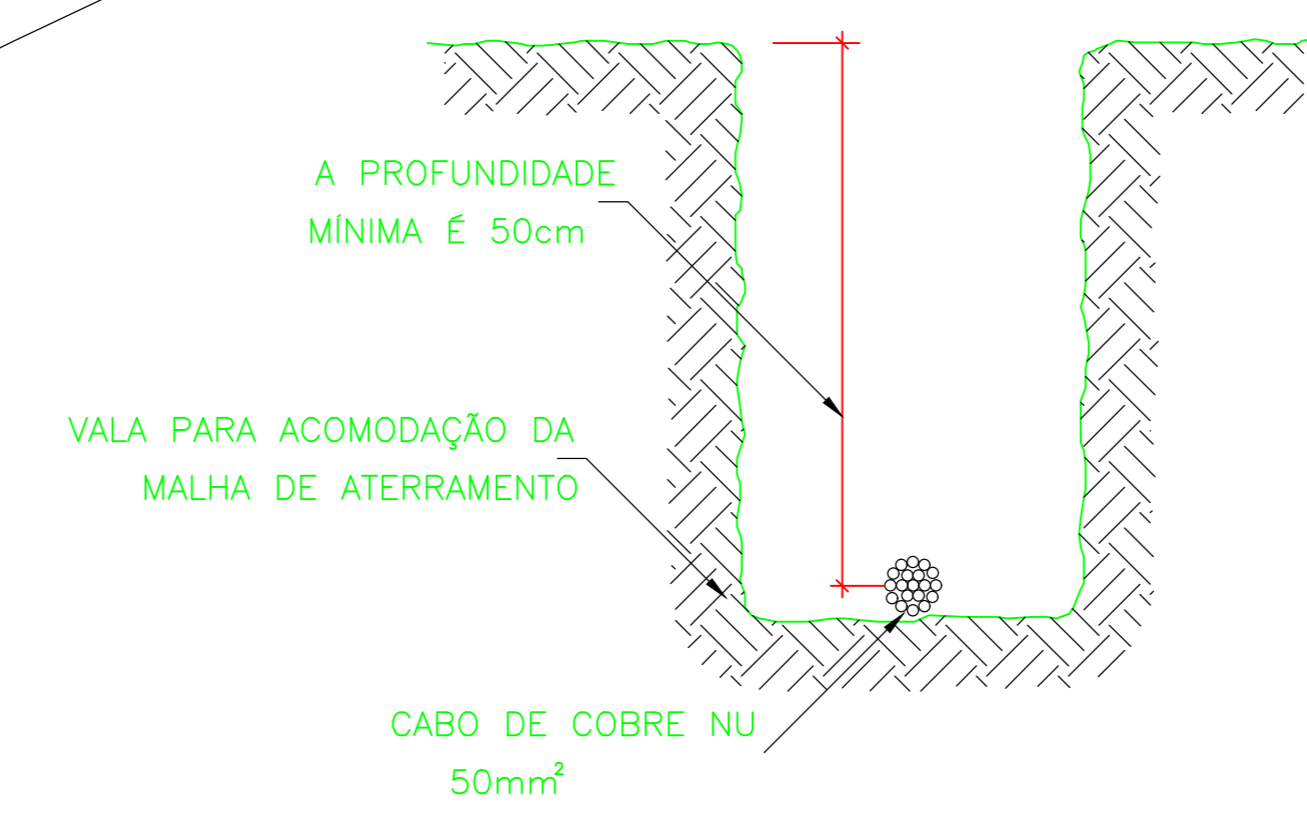 A PROFUNDIDADE
MÍNIMA É 50cm
VALA PARA ACOMODAÇÃO DA
MALHA DE ATERRAMENTO
CABO DE COBRE NU
50mm²